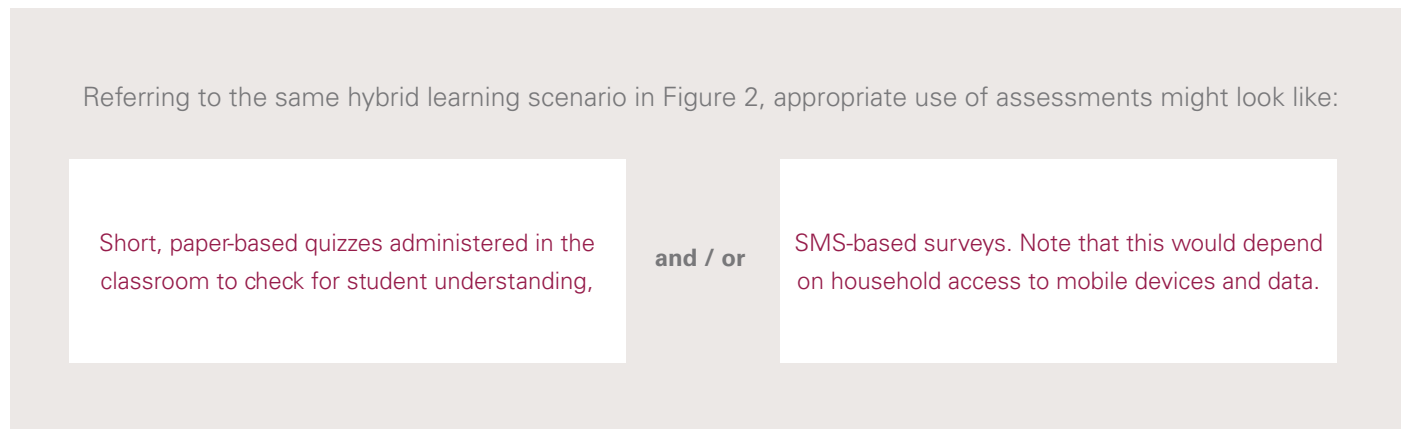 Referring to the same hybrid learning scenario in Figure 2, appropriate use of assessments might look like:
Short, paper-based quizzes administered in the
classroom to check for student understanding,
and / or
SMS-based surveys. Note that this would depend
on household access to mobile devices and data.